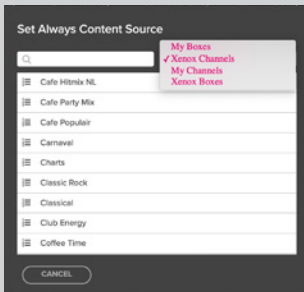 Set Always Content Source
My Boxes
✓Xenox Channels
My Channels
Xenox Boxes
Cafe Hitmix NL
Cafe Party Mix
Cafe Populair
Carnaval
Charts
Classic Rock
Classical
Club Energy
Coffee Time
CANCEL